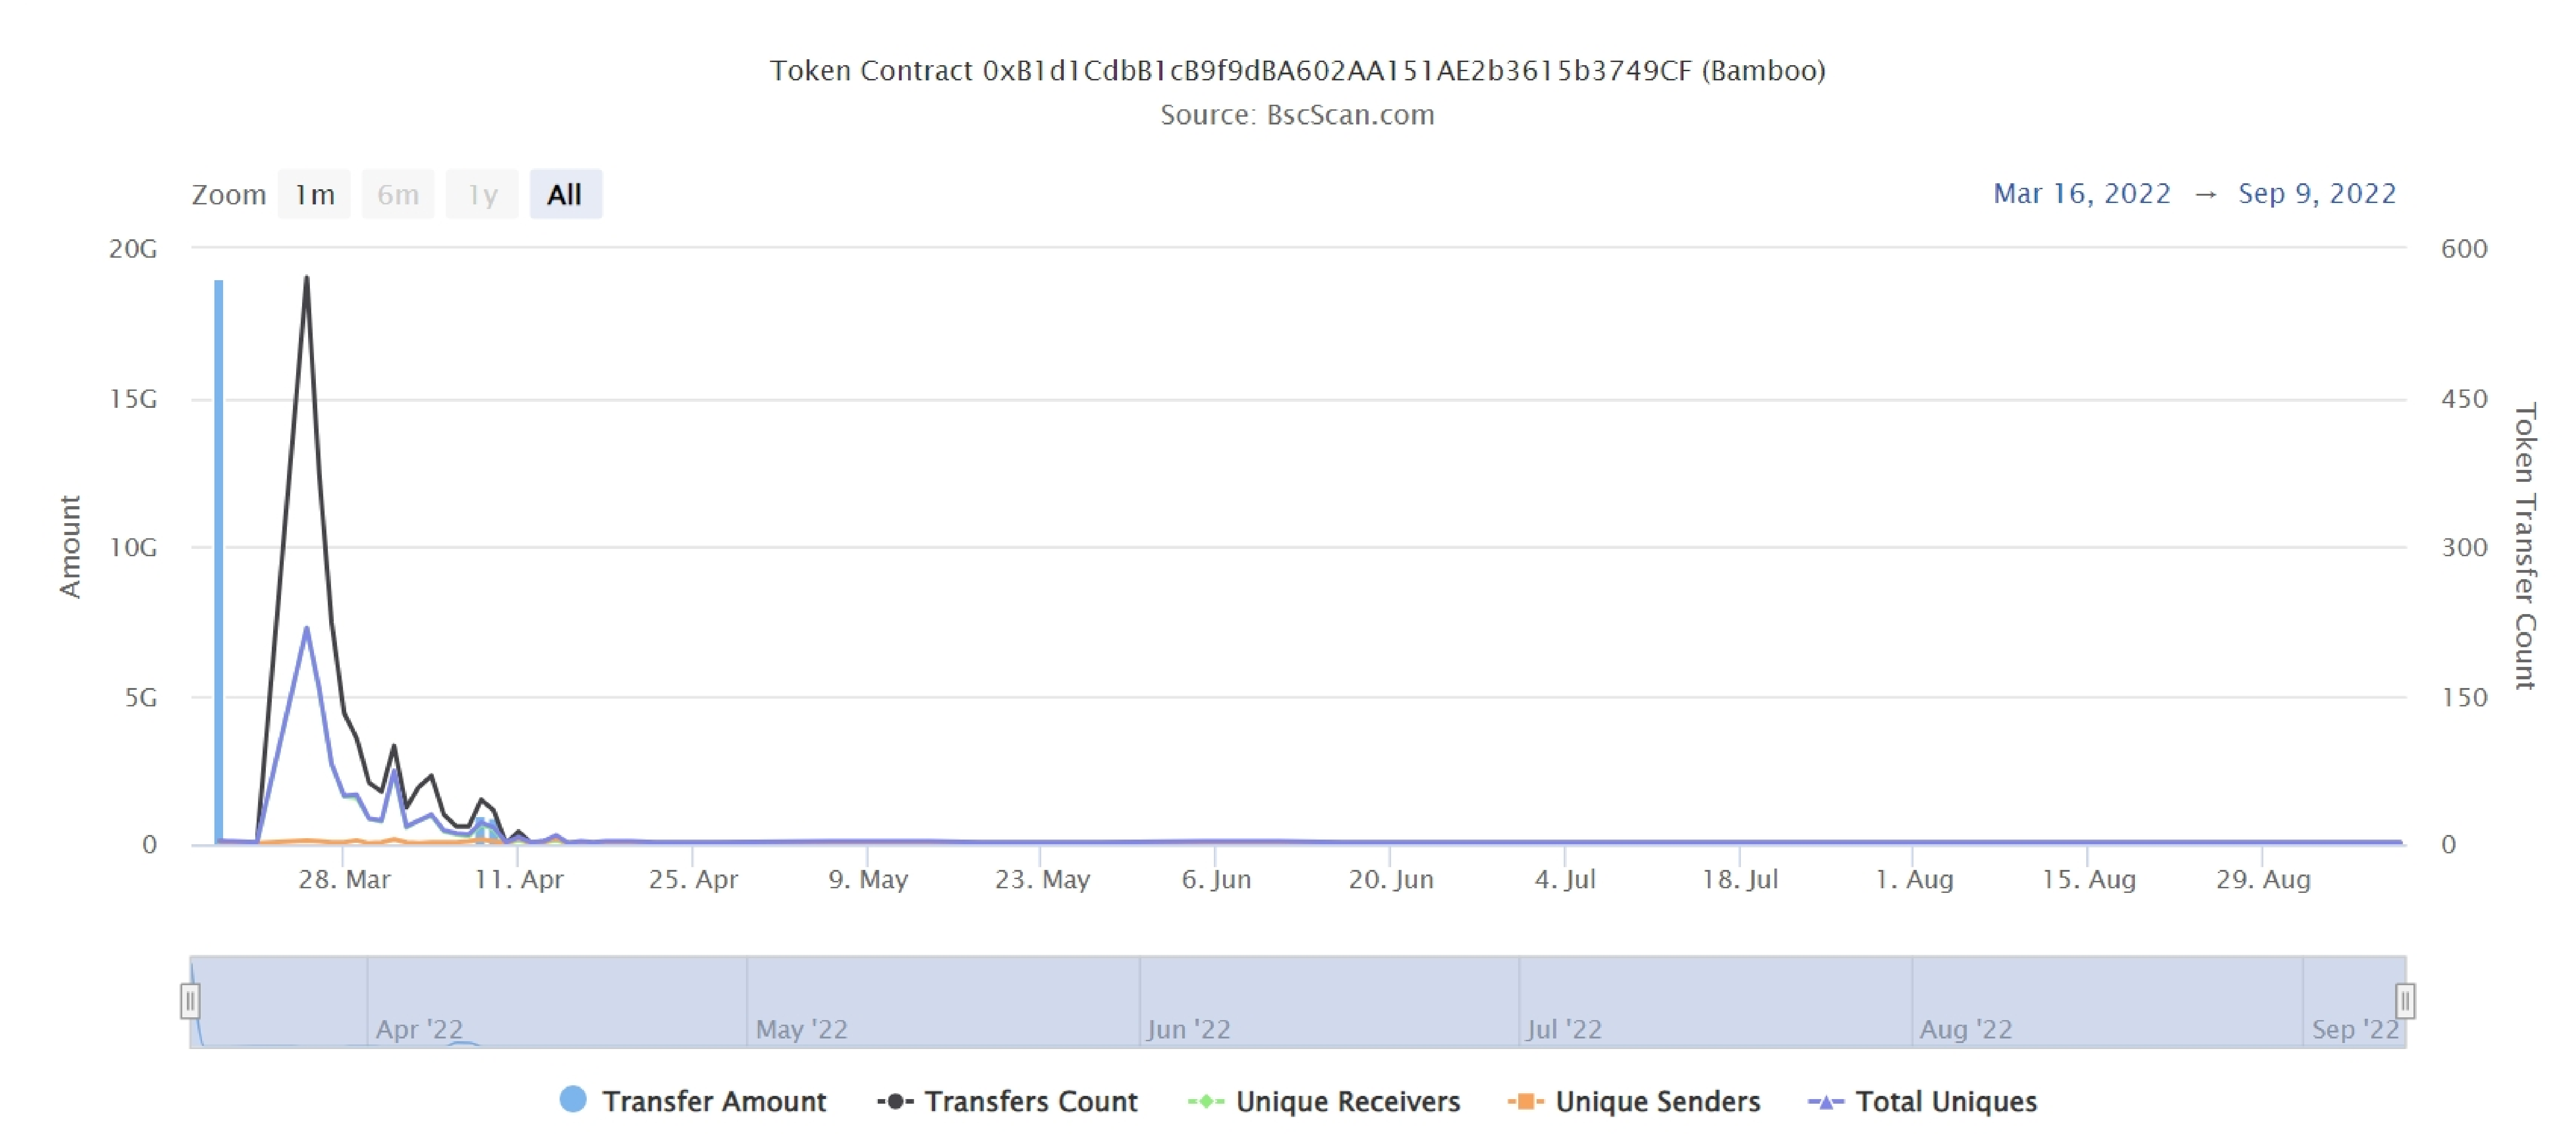 Token Contract 0xB1d1CdbB1cB9f9dBA602AA151AE2b3615b3749CF (Bamboo)
Source: BscScan.com
Zoom 1m 6m 1y All
Mar 16, 2022 → Sep 9, 2022
20G
15G
10G
5G
0
Amount
600
450
300
150
0
Token Transfer Count
28. Mar 11. Apr 25. Apr 9. May 23. May 6. Jun 20. Jun 4. Jul 18. Jul 1. Aug 15. Aug 29. Aug
Apr '22 May '22 Jun '22 Jul '22 Aug '22 Sep '22
Transfer Amount Transfers Count Unique Receivers Unique Senders Total Uniques